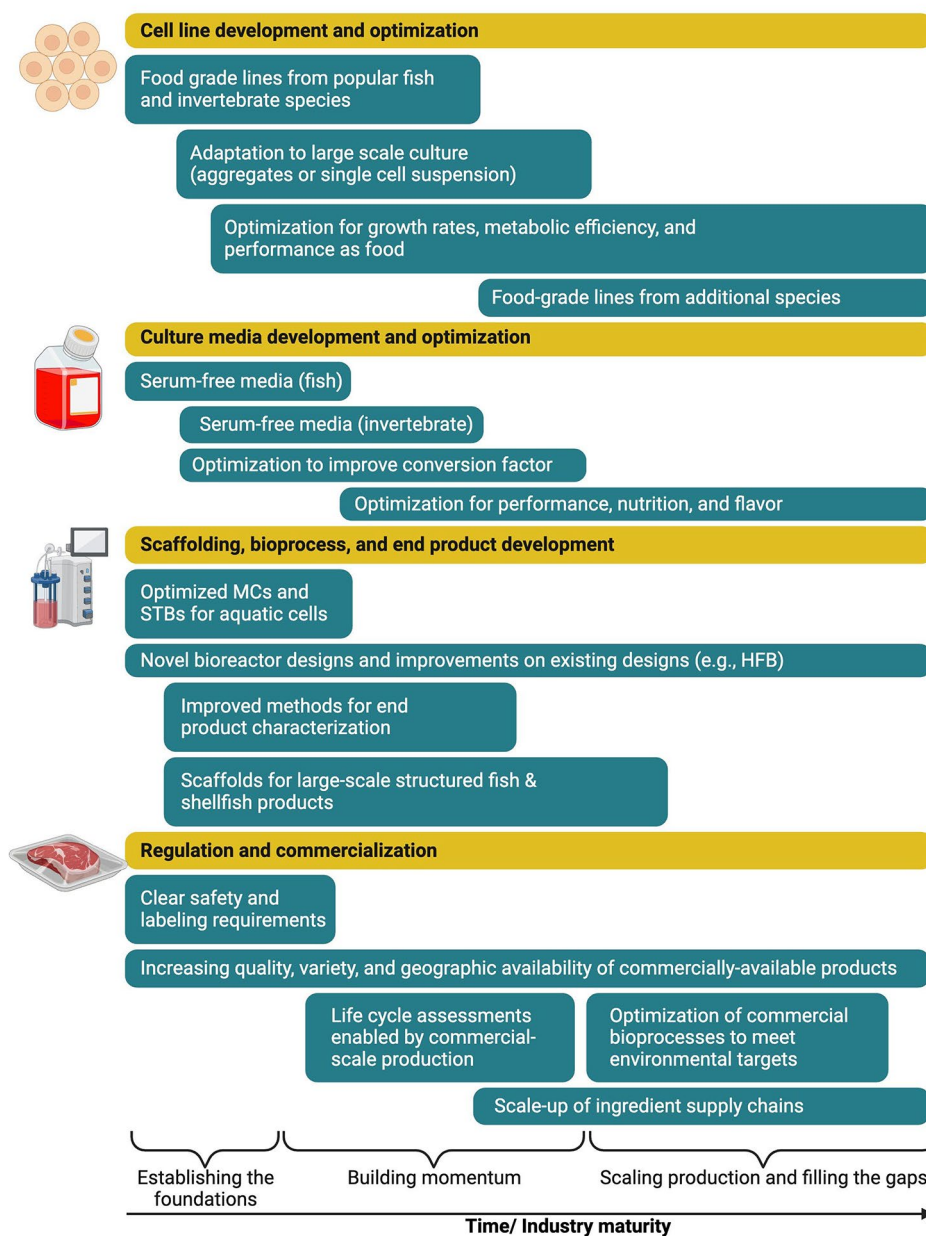 Cell line development and optimization
Food grade lines from popular fish
and invertebrate species
Adaptation to large scale culture
(aggregates or single cell suspension)
Optimization for growth rates, metabolic efficiency, and
performance as food
Food-grade lines from additional species
Culture media development and optimization
Serum-free media (fish)
Serum-free media (invertebrate)
Optimization to improve conversion factor
Optimization for performance, nutrition, and flavor
Scaffolding, bioprocess, and end product development
Optimized MCs and
STBs for aquatic cells
Novel bioreactor designs and improvements on existing designs (e.g., HFB)
Improved methods for end
product characterization
Scaffolds for large-scale structured fish &
shellfish products
Regulation and commercialization
Clear safety and
labeling requirements
Increasing quality, variety, and geographic availability of commercially-available products
Life cycle assessments
enabled by commercial-
scale production
Optimization of commercial
bioprocesses to meet
environmental targets
Scale-up of ingredient supply chains
Establishing the
foundations
Building momentum
Scaling production and filling the gaps
Time/ Industry maturity